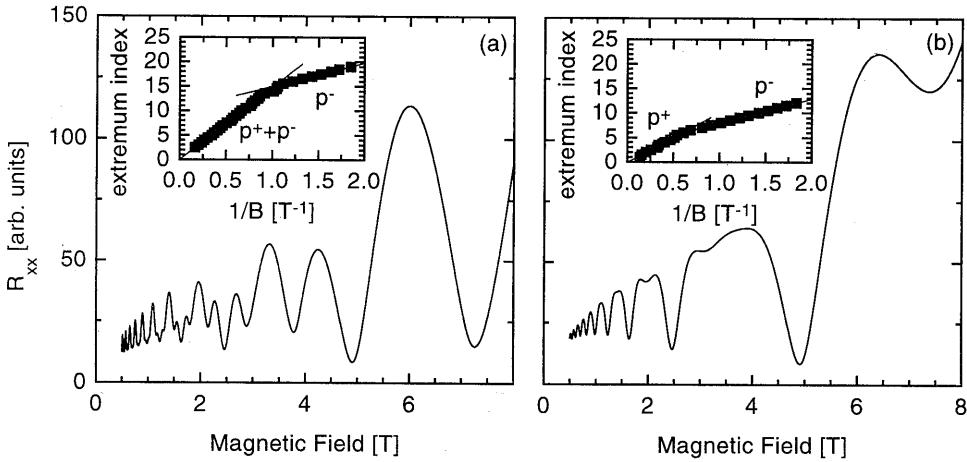 (a)
R_xx [arb. units]
150
100
50
0
0
2
4
6
Magnetic Field [T]
extremum index
25
20
15
10
5
0
0.0
0.5
1.0
1.5
2.0
1/B [T⁻¹]
p⁺+p⁻
p⁻
(b)
0
2
4
6
8
Magnetic Field [T]
extremum index
25
20
15
10
5
0
0.0
0.5
1.0
1.5
2.0
1/B [T⁻¹]
p⁺
p⁻